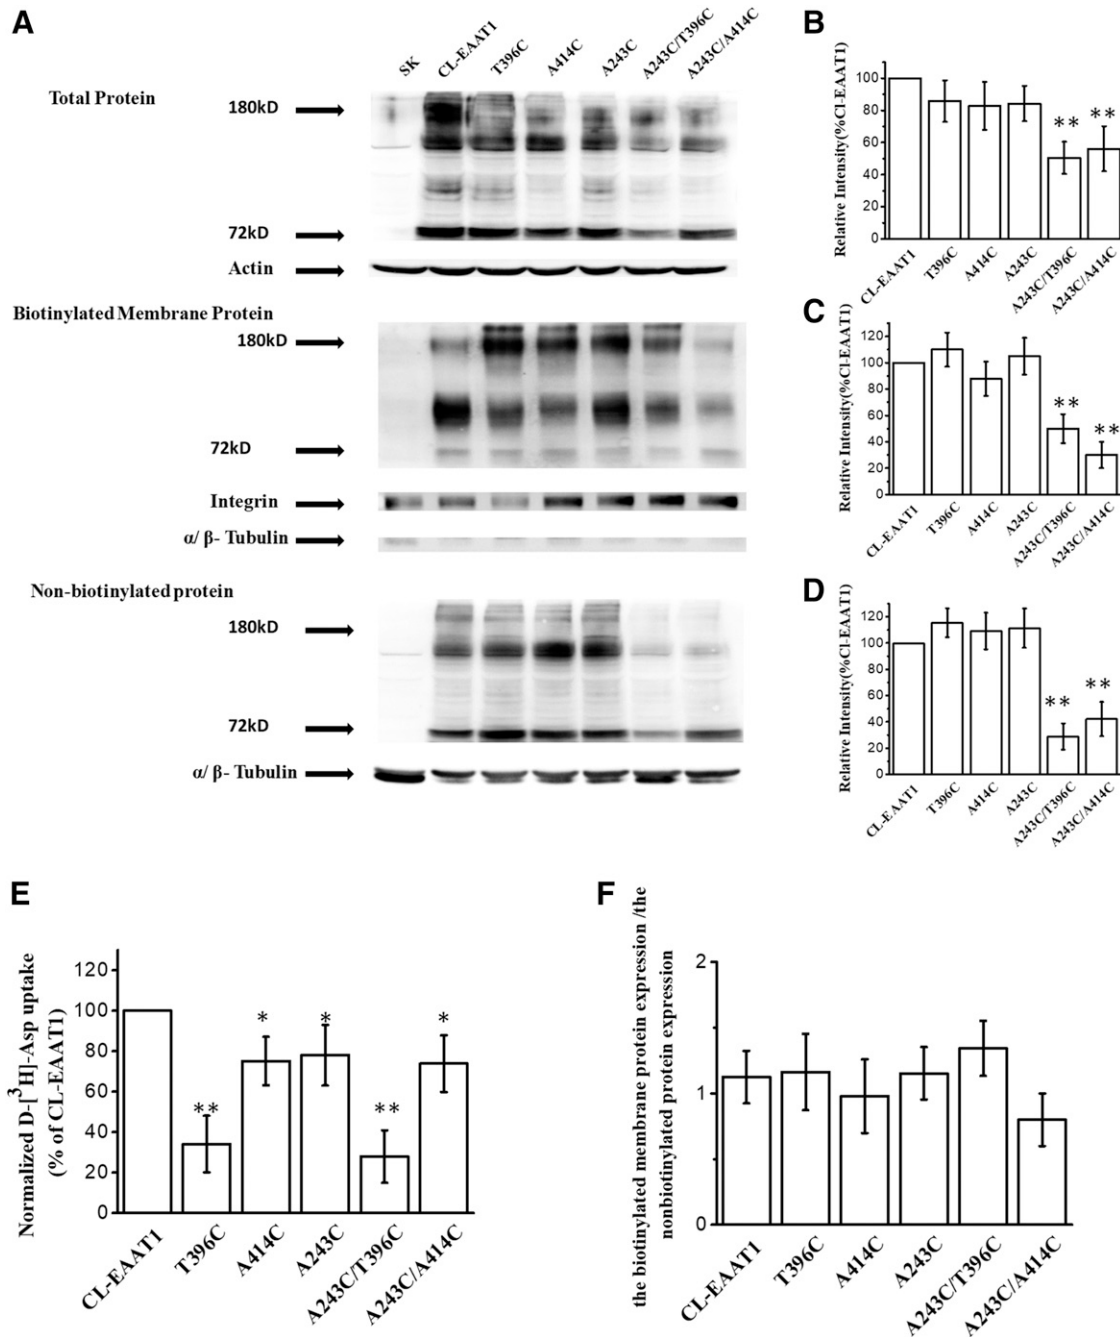 A
SK
CL-EAAT1
T396C
A414C
A243C
A243C/T396C
A243C/A414C
Total Protein
180kD
72kD
Actin
Biotinylated Membrane Protein
180kD
72kD
Integrin
α/ β- Tubulin
Non-biotinylated protein
180kD
72kD
α/ β- Tubulin
B
Relative Intensity(%Cl-EAAT1)
100
80
60
40
20
0
** **
CL-EAAT1
T396C
A414C
A243C
A243C/T396C
A243C/A414C
C
Relative Intensity(%Cl-EAAT1)
120
100
80
60
40
20
0
**
**
CL-EAAT1
T396C
A414C
A243C
A243C/T396C
A243C/A414C
D
Relative Intensity(%Cl-EAAT1)
120
100
80
60
40
20
0
**
**
CL-EAAT1
T396C
A414C
A243C
A243C/T396C
A243C/A414C
E
Normalized D-[3H]-Asp uptake
(% of CL-EAAT1)
120
100
80
60
40
20
0
**
*
*
**
*
CL-EAAT1
T396C
A414C
A243C
A243C/T396C
A243C/A414C
F
the biotinylated membrane protein expression /the
nonbiotinylated protein expression
2
1
0
CL-EAAT1
T396C
A414C
A243C
A243C/T396C
A243C/A414C